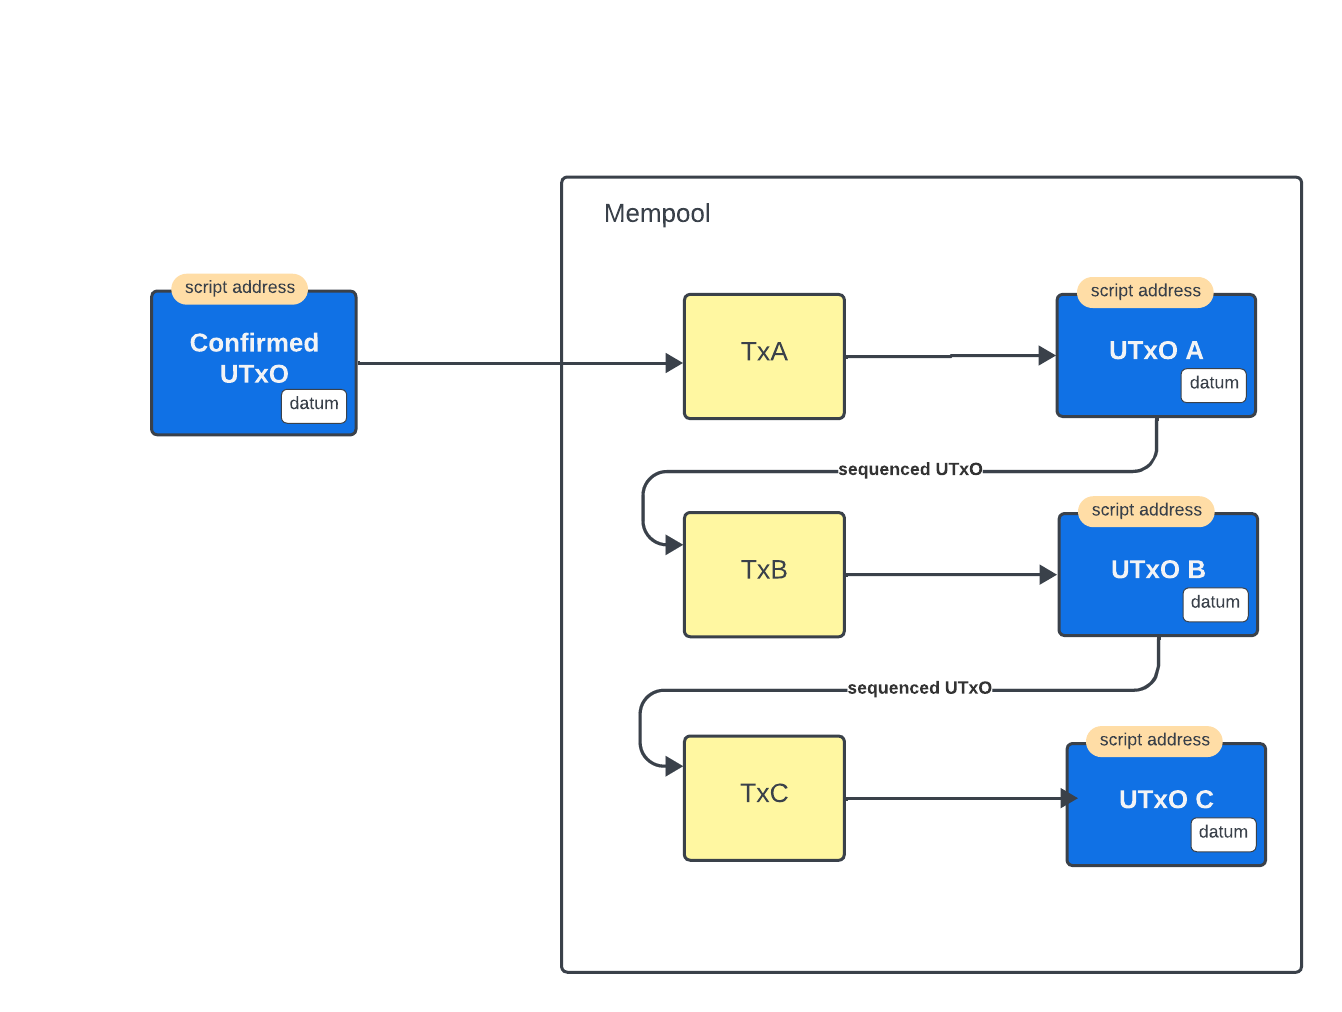 Mempool
script address
Confirmed
UTxO
datum
TxA
script address
UTxO A
datum
sequenced UTxO
TxB
script address
UTxO B
datum
sequenced UTxO
TxC
script address
UTxO C
datum